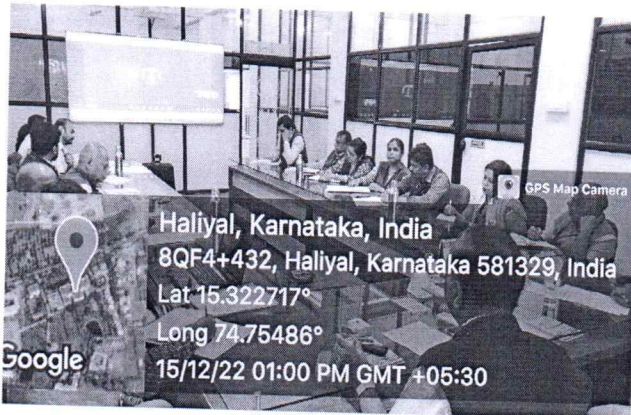 GPS Map Camera
Haliyal, Karnataka, India
8QF4+432, Haliyal, Karnataka 581329, India
Lat 15.322717°
Long 74.75486°
15/12/22 01:00 PM GMT +05:30
Google